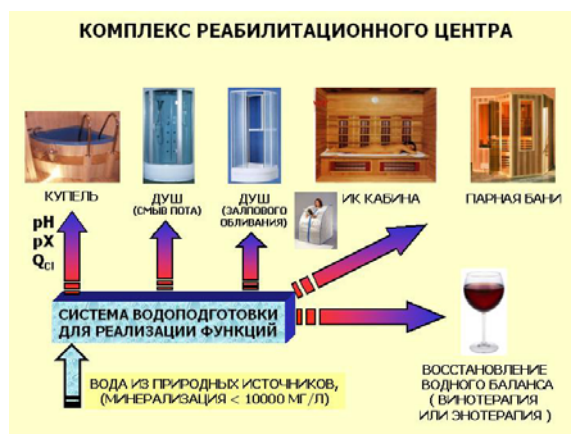 КОМПЛЕКС РЕАБИЛИТАЦИОННОГО ЦЕНТРА
КУПЕЛЬ
ДУШ
(СМЫВ ПОТА)
ДУШ
(ЗАЛПОВОГО
ОБЛИВАНИЯ)
ИК КАБИНА
ПАРНАЯ БАНИ
pH
pX
QCl
СИСТЕМА ВОДОПОДГОТОВКИ
ДЛЯ РЕАЛИЗАЦИИ ФУНКЦИЙ
ВОДА ИЗ ПРИРОДНЫХ ИСТОЧНИКОВ,
(МИНЕРАЛИЗАЦИЯ < 10000 МГ/Л)
ВОССТАНОВЛЕНИЕ
ВОДНОГО БАЛАНСА
( ВИНОТЕРАПИЯ
ИЛИ ЭНОТЕРАПИЯ )